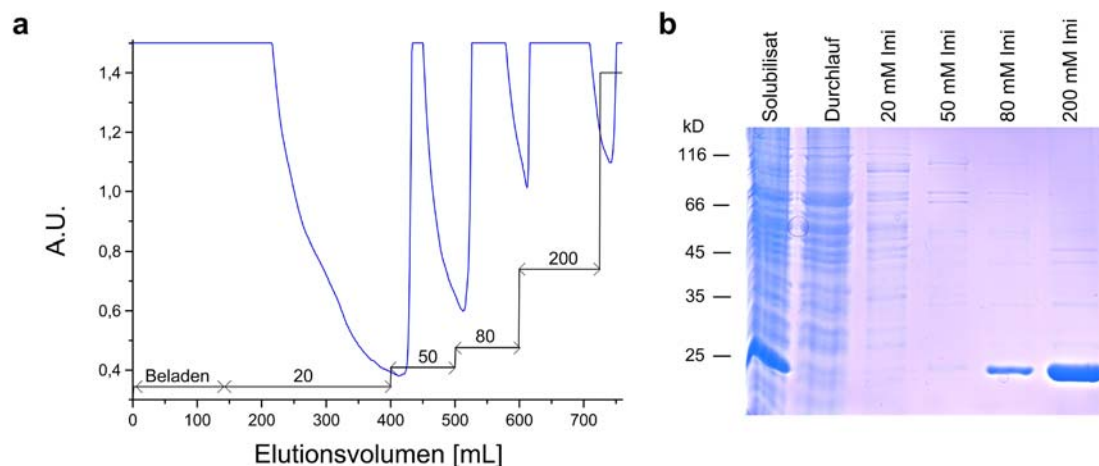 a
A.U.
1,4
1,2
1,0
0,8
0,6
0,4
Beladen
20
50
80
200
0 100 200 300 400 500 600 700
Elutionsvolumen [mL]
b
Solubilisat
Durchlauf
20 mM Imi
50 mM Imi
80 mM Imi
200 mM Imi
kD
116
66
45
35
25